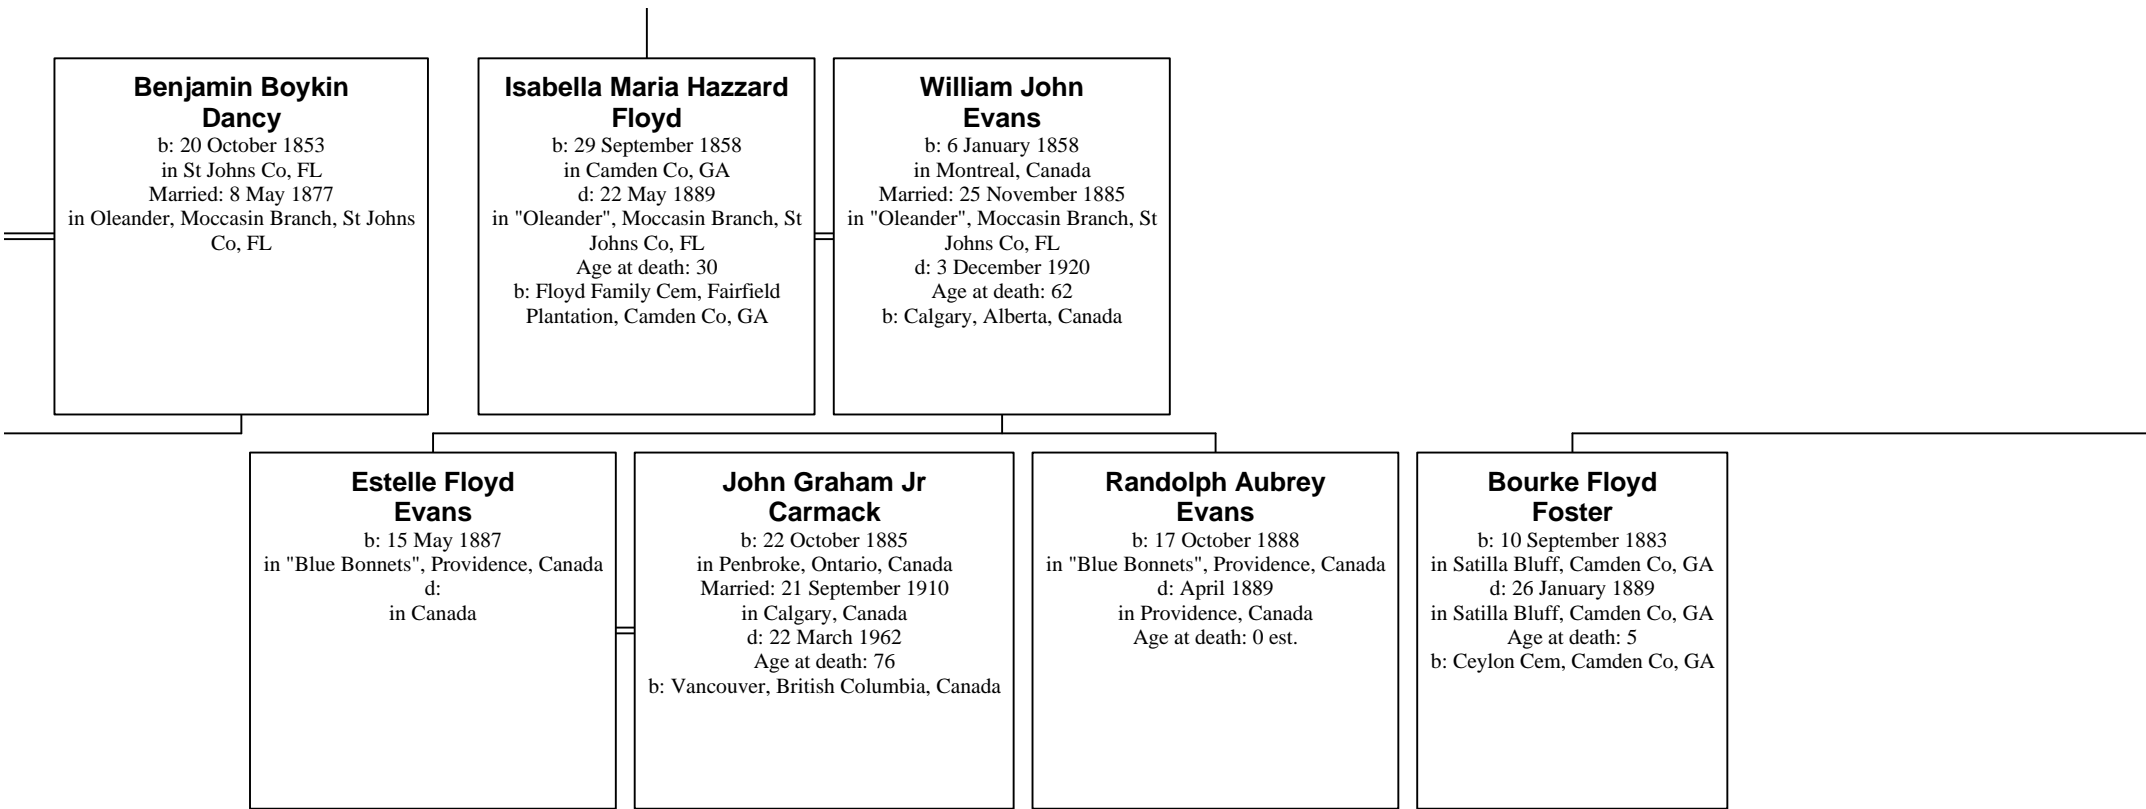 Benjamin Boykin
Dancy
b: 20 October 1853
in St Johns Co, FL
Married: 8 May 1877
in Oleander, Moccasin Branch, St Johns
Co, FL
Isabella Maria Hazzard
Floyd
b: 29 September 1858
in Camden Co, GA
d: 22 May 1889
in "Oleander", Moccasin Branch, St
Johns Co, FL
Age at death: 30
b: Floyd Family Cem, Fairfield
Plantation, Camden Co, GA
William John
Evans
b: 6 January 1858
in Montreal, Canada
Married: 25 November 1885
in "Oleander", Moccasin Branch, St
Johns Co, FL
d: 3 December 1920
Age at death: 62
b: Calgary, Alberta, Canada
Estelle Floyd
Evans
b: 15 May 1887
in "Blue Bonnets", Providence, Canada
d:
in Canada
John Graham Jr
Carmack
b: 22 October 1885
in Penbroke, Ontario, Canada
Married: 21 September 1910
in Calgary, Canada
d: 22 March 1962
Age at death: 76
b: Vancouver, British Columbia, Canada
Randolph Aubrey
Evans
b: 17 October 1888
in "Blue Bonnets", Providence, Canada
d: April 1889
in Providence, Canada
Age at death: 0 est.
Bourke Floyd
Foster
b: 10 September 1883
in Satilla Bluff, Camden Co, GA
d: 26 January 1889
in Satilla Bluff, Camden Co, GA
Age at death: 5
b: Ceylon Cem, Camden Co, GA